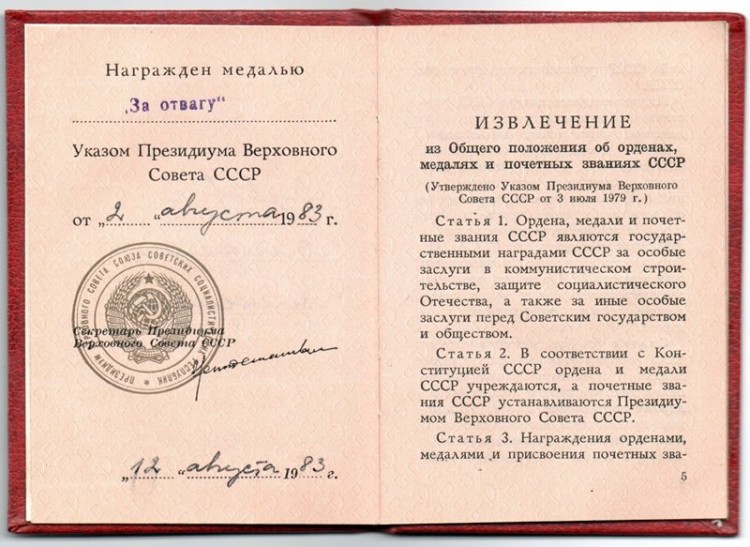 Награжден медалью
„За отвагу“
Указом Президиума Верховного
Совета СССР
от „2 “ августа 1983 г.
Секретарь Президиума
Верховного Совета СССР
„12 “ августа 1983 г.
ИЗВЛЕЧЕНИЕ
из Общего положения об орденах,
медалях и почетных званиях СССР
(Утверждено Указом Президиума Верховного
Совета СССР от 3 июля 1979 г.)
Статья 1. Ордена, медали и почет-
ные звания СССР являются государ-
ственными наградами СССР за особые
заслуги в коммунистическом строи-
тельстве, защите социалистического
Отечества, а также за иные особые
заслуги перед Советским государством
и обществом.
Статья 2. В соответствии с Кон-
ституцией СССР ордена и медали
СССР учреждаются, а почетные зва-
ния СССР устанавливаются Президиу-
мом Верховного Совета СССР.
Статья 3. Награждения орденами,
медалями и присвоения почетных зва-
5